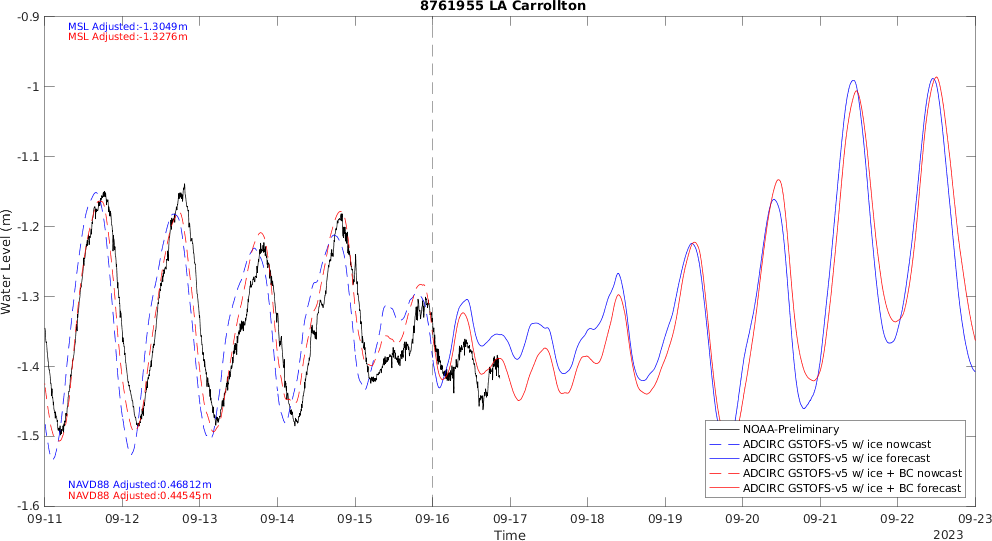 8761955 LA Carrollton
MSL Adjusted:-1.3049m
MSL Adjusted:-1.3276m
-0.9
-1
-1.1
-1.2
-1.3
-1.4
-1.5
-1.6
Water Level (m)
NAVD88 Adjusted:0.46812m
NAVD88 Adjusted:0.44545m
NOAA-Preliminary
ADCIRC GSTOFS-v5 w/ ice nowcast
ADCIRC GSTOFS-v5 w/ ice forecast
ADCIRC GSTOFS-v5 w/ ice + BC nowcast
ADCIRC GSTOFS-v5 w/ ice + BC forecast
09-11 09-12 09-13 09-14 09-15 09-16 09-17 09-18 09-19 09-20 09-21 09-22 09-23
Time
2023